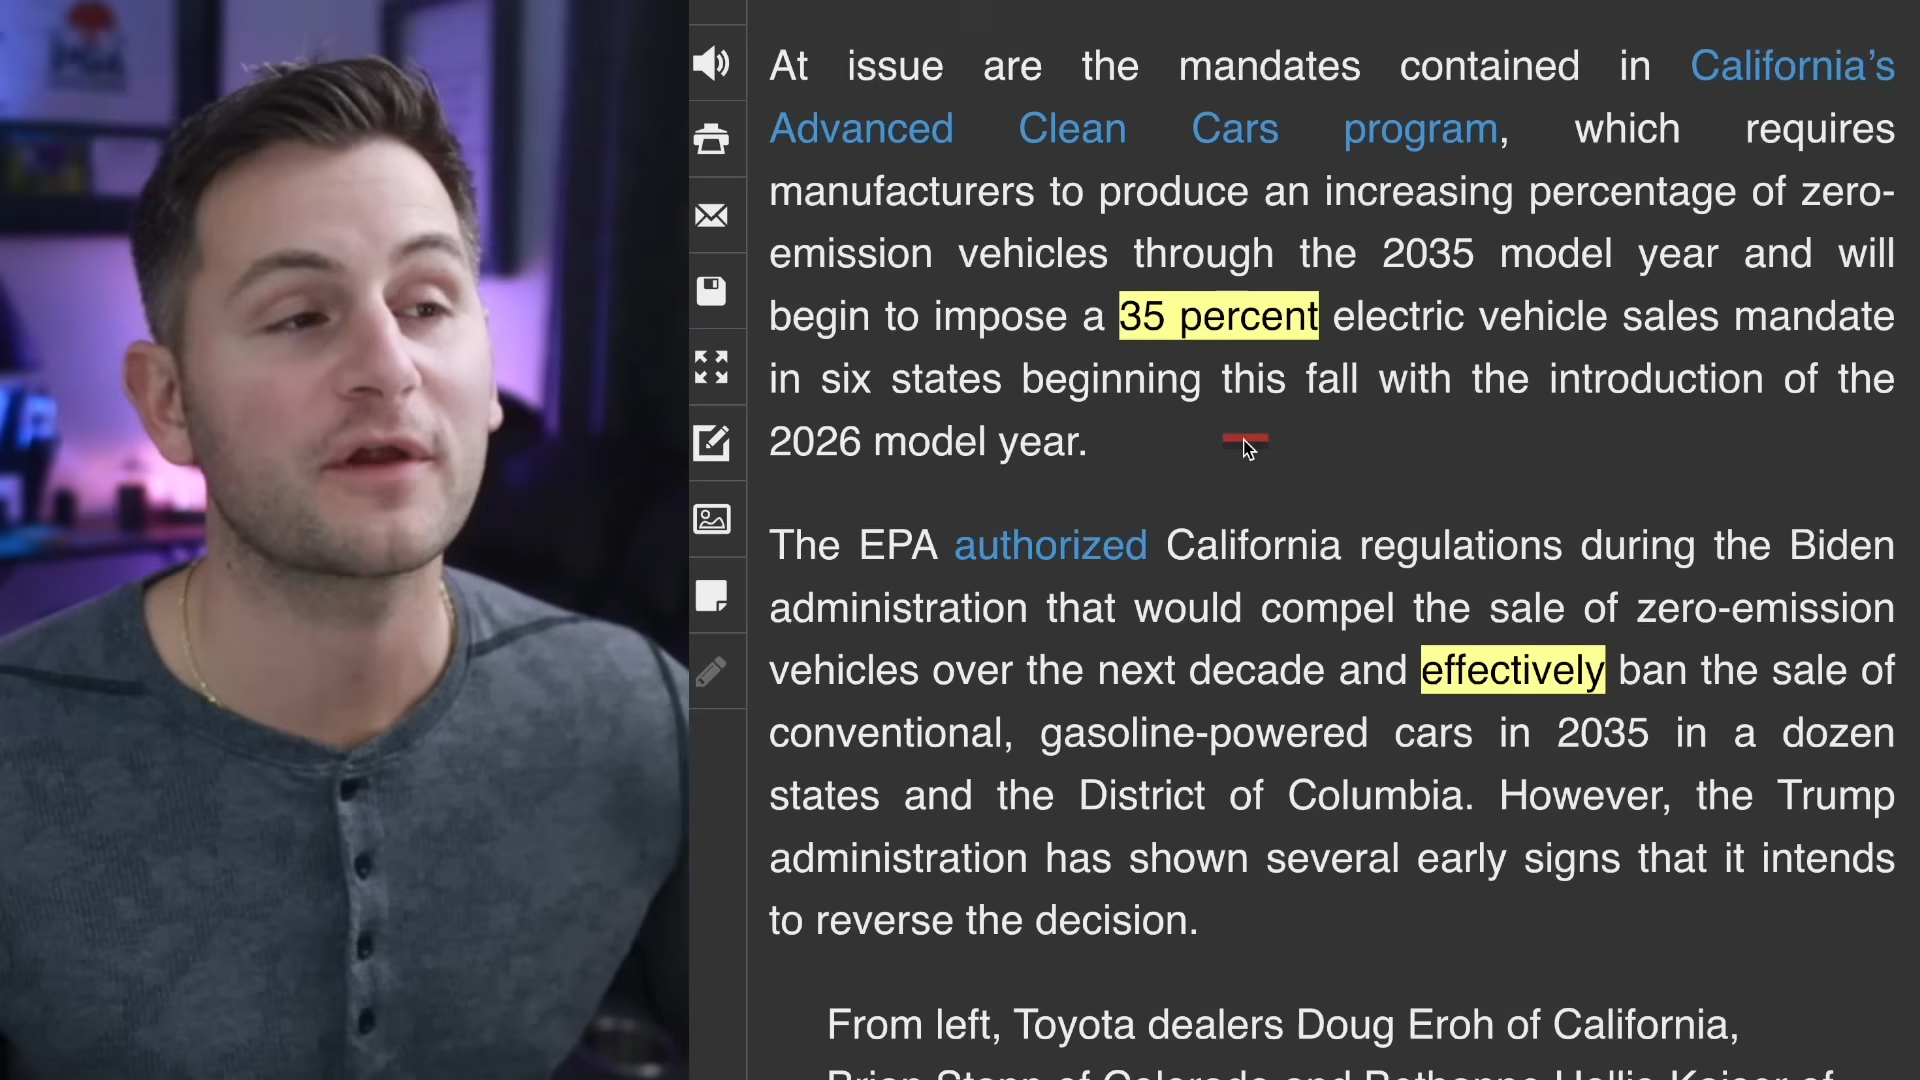 At issue are the mandates contained in California’s
Advanced Clean Cars program, which requires
manufacturers to produce an increasing percentage of zero-
emission vehicles through the 2035 model year and will
begin to impose a 35 percent electric vehicle sales mandate
in six states beginning this fall with the introduction of the
2026 model year.
The EPA authorized California regulations during the Biden
administration that would compel the sale of zero-emission
vehicles over the next decade and effectively ban the sale of
conventional, gasoline-powered cars in 2035 in a dozen
states and the District of Columbia. However, the Trump
administration has shown several early signs that it intends
to reverse the decision.
From left, Toyota dealers Doug Eroh of California,